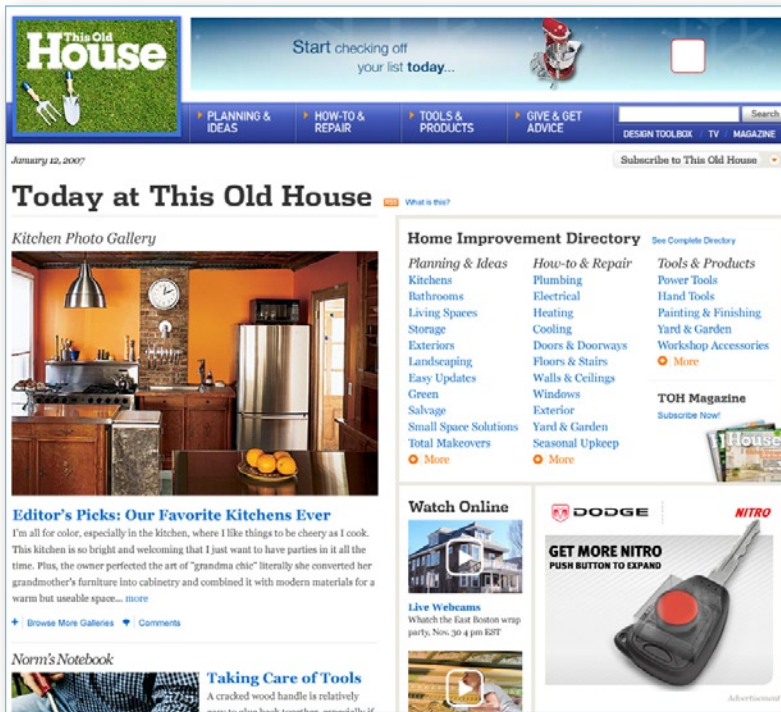 This Old
House
Start checking off
your list today...
PLANNING &
IDEAS
HOW-TO &
REPAIR
TOOLS &
PRODUCTS
GIVE & GET
ADVICE
Search
DESIGN TOOLBOX / TV / MAGAZINE
January 12, 2007
Subscribe to This Old House
Today at This Old House
RSS
What is this?
Kitchen Photo Gallery
Editor's Picks: Our Favorite Kitchens Ever
I'm all for color, especially in the kitchen, where I like things to be cheery as I cook.
This kitchen is so bright and welcoming that I just want to have parties in it all the
time. Plus, the owner perfected the art of "grandma chic" literally she converted her
grandmother's furniture into cabinetry and combined it with modern materials for a
warm but useable space... more
Browse More Galleries
Comments
Norm's Notebook
Taking Care of Tools
A cracked wood handle is relatively
easy to glue back together, especially if
Home Improvement Directory
See Complete Directory
Planning & Ideas
Kitchens
Bathrooms
Living Spaces
Storage
Exteriors
Landscaping
Easy Updates
Green
Salvage
Small Space Solutions
Total Makeovers
More
How-to & Repair
Plumbing
Electrical
Heating
Cooling
Doors & Doorways
Floors & Stairs
Walls & Ceilings
Windows
Exterior
Yard & Garden
Seasonal Upkeep
More
Tools & Products
Power Tools
Hand Tools
Painting & Finishing
Yard & Garden
Workshop Accessories
More
TOH Magazine
Subscribe Now!
House
Watch Online
Live Webcams
Whatch the East Boston wrap
party, Nov. 30 4 pm EST
DODGE
NITRO
GET MORE NITRO
PUSH BUTTON TO EXPAND
Advertisement